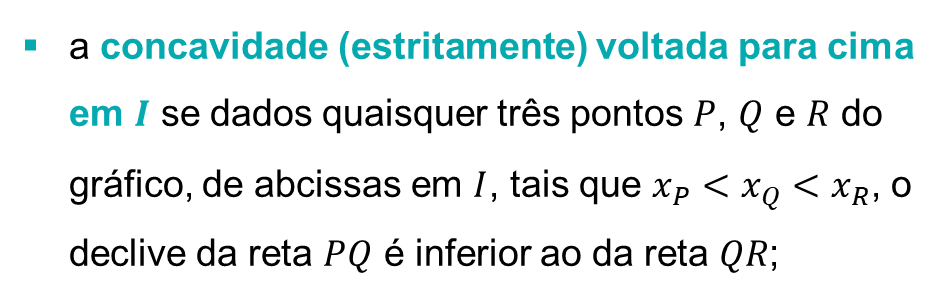 ▪ a concavidade (estritamente) voltada para cima
em 𝑰 se dados quaisquer três pontos 𝑃, 𝑄 e 𝑅 do
gráfico, de abcissas em 𝐼, tais que 𝑥_𝑃 < 𝑥_𝑄 < 𝑥_𝑅, o
declive da reta 𝑃𝑄 é inferior ao da reta 𝑄𝑅;